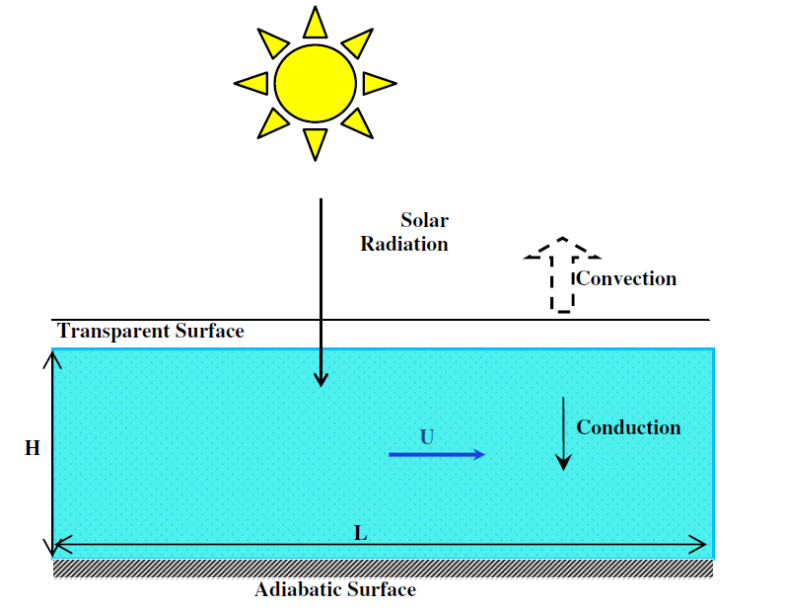 Solar
Radiation
Convection
Transparent Surface
U
Conduction
H
L
Adiabatic Surface